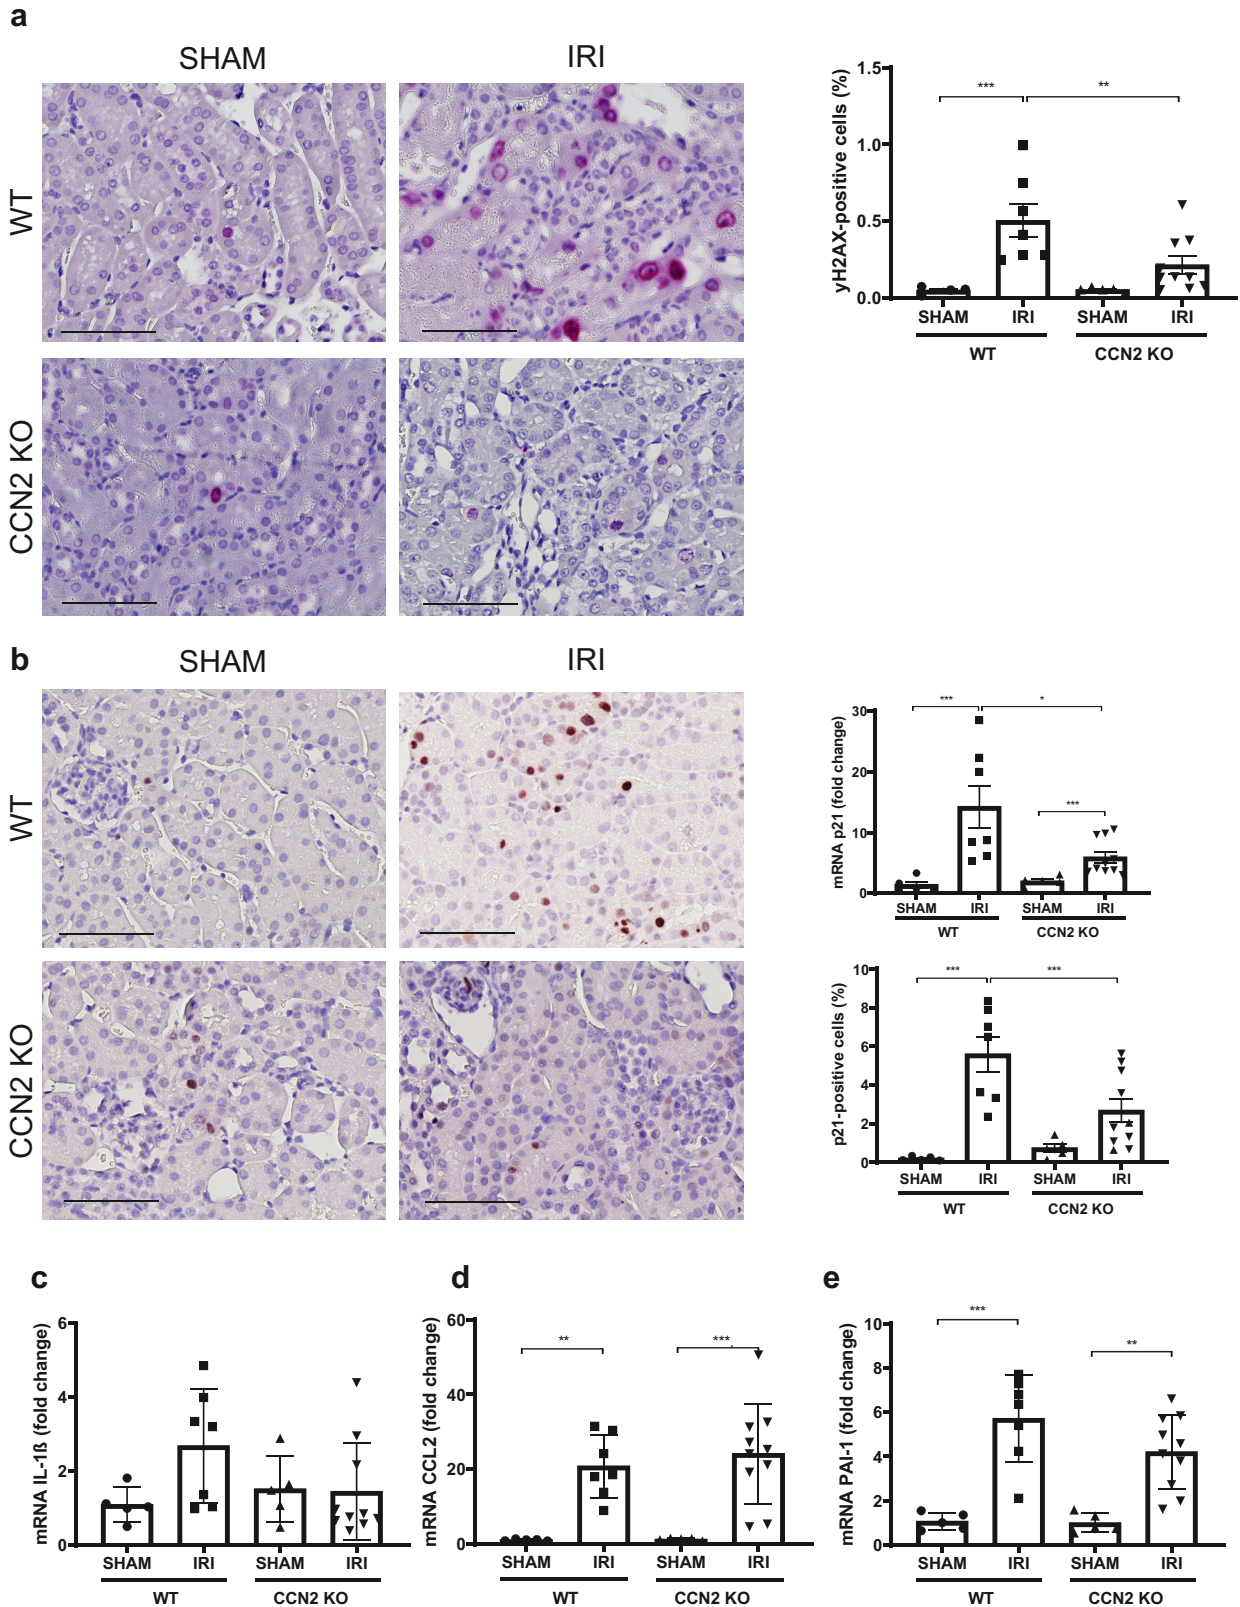 a
SHAM
IRI
WT
CCN2 KO
yH2AX-positive cells (%)
1.5
1.0
0.5
0.0
***
**
SHAM
IRI
SHAM
IRI
WT
CCN2 KO
b
SHAM
IRI
WT
CCN2 KO
mRNA p21 (fold change)
30
20
10
0
***
*
***
SHAM
IRI
SHAM
IRI
WT
CCN2 KO
p21-positive cells (%)
10
8
6
4
2
0
***
***
SHAM
IRI
SHAM
IRI
WT
CCN2 KO
c
mRNA IL-1ß (fold change)
6
4
2
0
SHAM
IRI
SHAM
IRI
WT
CCN2 KO
d
mRNA CCL2 (fold change)
60
40
20
0
**
***
SHAM
IRI
SHAM
IRI
WT
CCN2 KO
e
mRNA PAI-1 (fold change)
10
8
6
4
2
0
***
**
SHAM
IRI
SHAM
IRI
WT
CCN2 KO